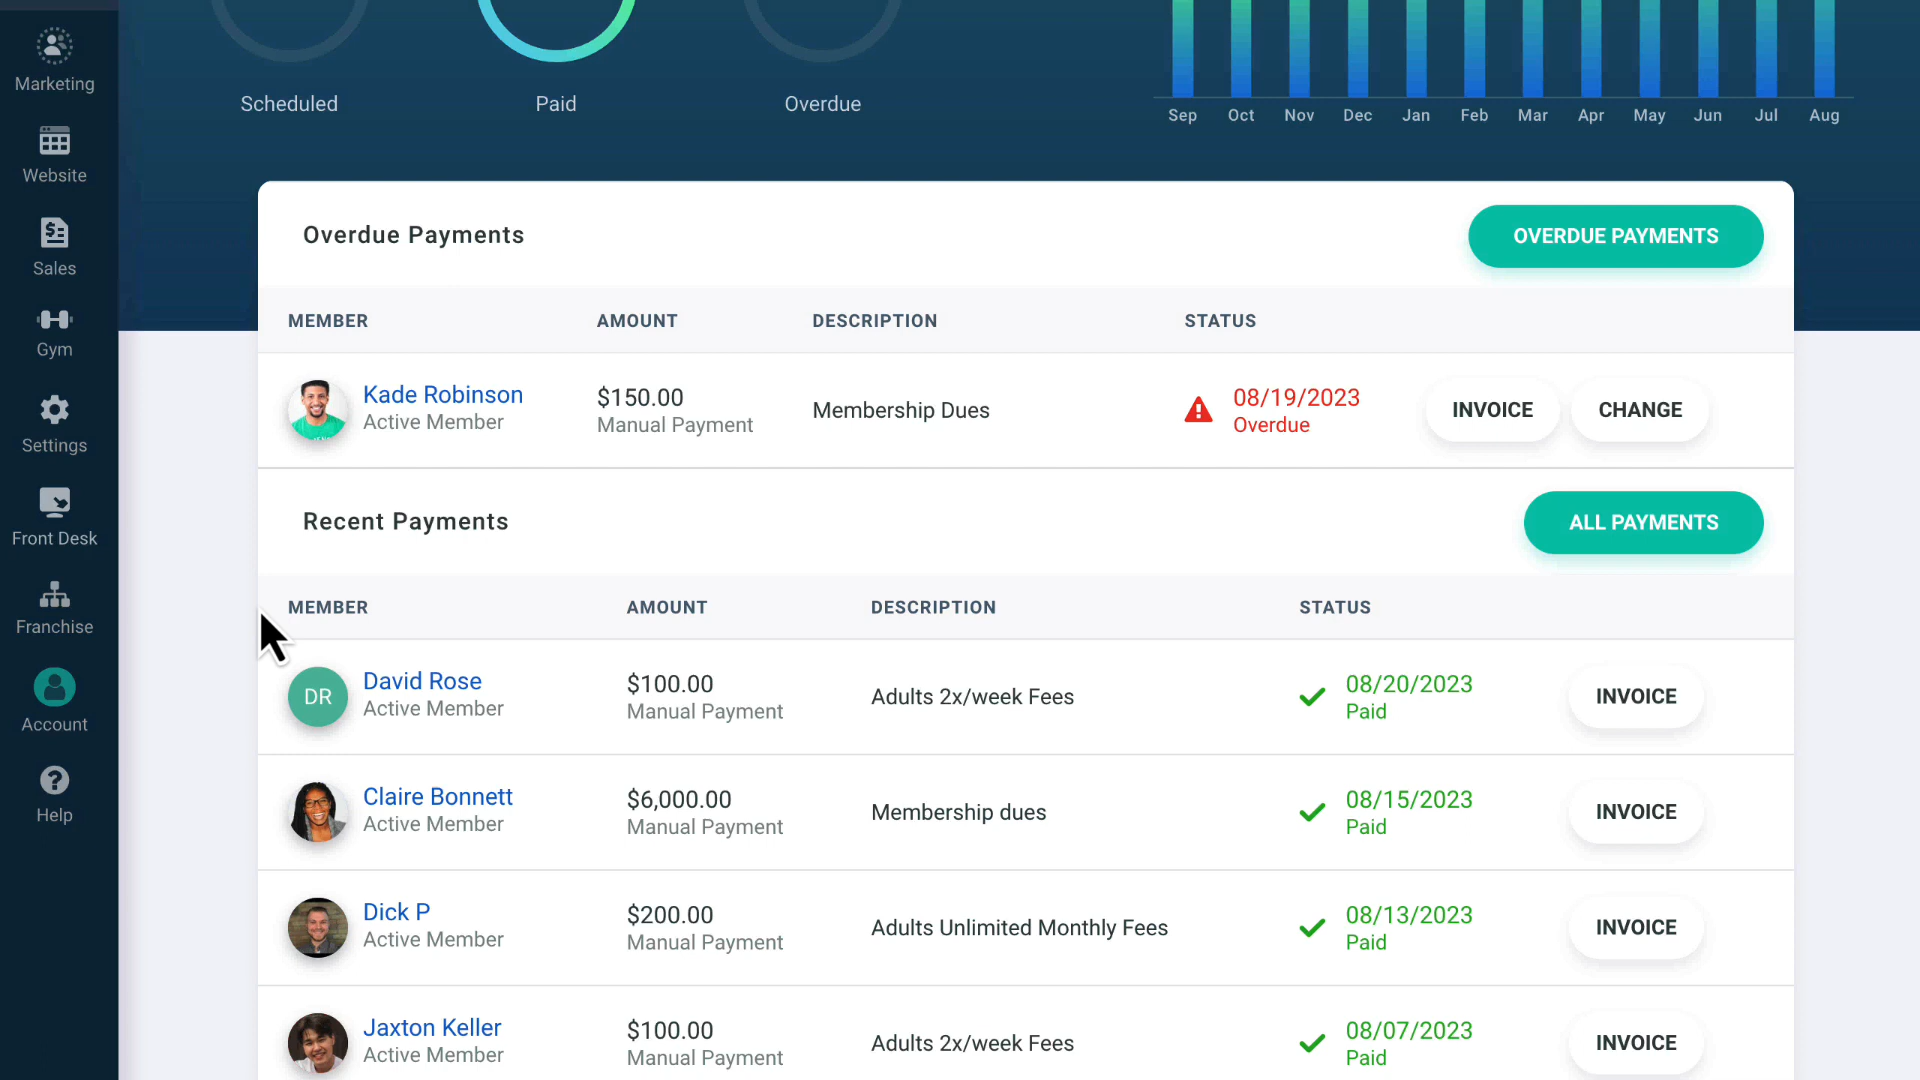 Marketing
Website
Sales
Gym
Settings
Front Desk
Franchise
Account
Help
Scheduled Paid Overdue
Sep Oct Nov Dec Jan Feb Mar Apr May Jun Jul Aug
Overdue Payments
OVERDUE PAYMENTS
MEMBER AMOUNT DESCRIPTION STATUS
Kade Robinson $150.00 Membership Dues 08/19/2023 INVOICE CHANGE
Active Member Manual Payment Overdue
Recent Payments
ALL PAYMENTS
MEMBER AMOUNT DESCRIPTION STATUS
DR David Rose $100.00 Adults 2x/week Fees 08/20/2023 INVOICE
Active Member Manual Payment Paid
Claire Bonnett $6,000.00 Membership dues 08/15/2023 INVOICE
Active Member Manual Payment Paid
Dick P $200.00 Adults Unlimited Monthly Fees 08/13/2023 INVOICE
Active Member Manual Payment Paid
Jaxton Keller $100.00 Adults 2x/week Fees 08/07/2023 INVOICE
Active Member Manual Payment Paid